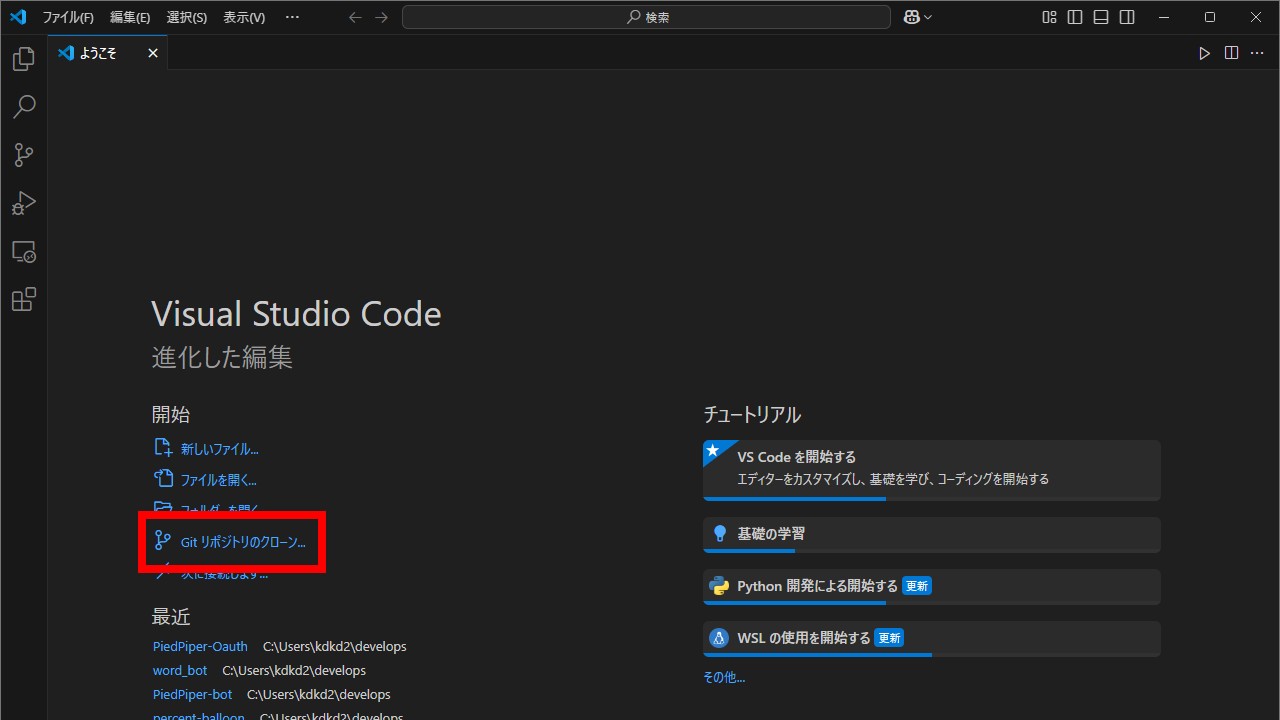 ファイル(F) 編集(E) 選択(S) 表示(V) ··· 検索
ようこそ
Visual Studio Code
進化した編集
開始
新しいファイル...
ファイルを開く...
フォルダーを開く...
Git リポジトリのクローン...
次に接続します...
最近
PiedPiper-Oauth C:\Users\kdkd2\develops
word_bot C:\Users\kdkd2\develops
PiedPiper-bot C:\Users\kdkd2\develops
percent-balloon C:\Users\kdkd2\develops
チュートリアル
VS Code を開始する
エディターをカスタマイズし、基礎を学び、コーディングを開始する
基礎の学習
Python 開発による開始する 更新
WSL の使用を開始する 更新
その他...